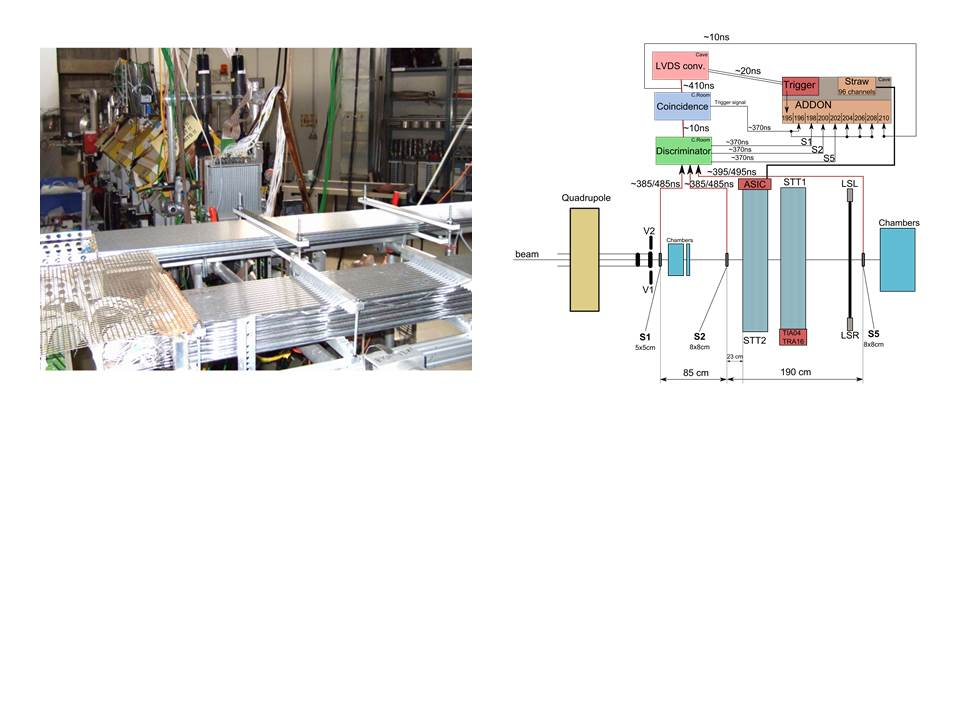 ~10ns
Cave
LVDS conv.
~20ns
Trigger
Straw
Cave
96 channels
~410ns
C.Room
Coincidence
Trigger signal
ADDON
195 196 198 200 202 204 206 208 210
~370ns
~10ns
C.Room
Discriminator
~370ns
~370ns
~370ns
S1
S2
S5
~395/495ns
~385/485ns
~385/485ns
ASIC
STT1
LSL
Quadrupole
Chambers
V2
Chambers
beam
V1
S1
5x5cm
S2
8x8cm
STT2
TIA04
TRA16
LSR
S5
8x8cm
23 cm
85 cm
190 cm